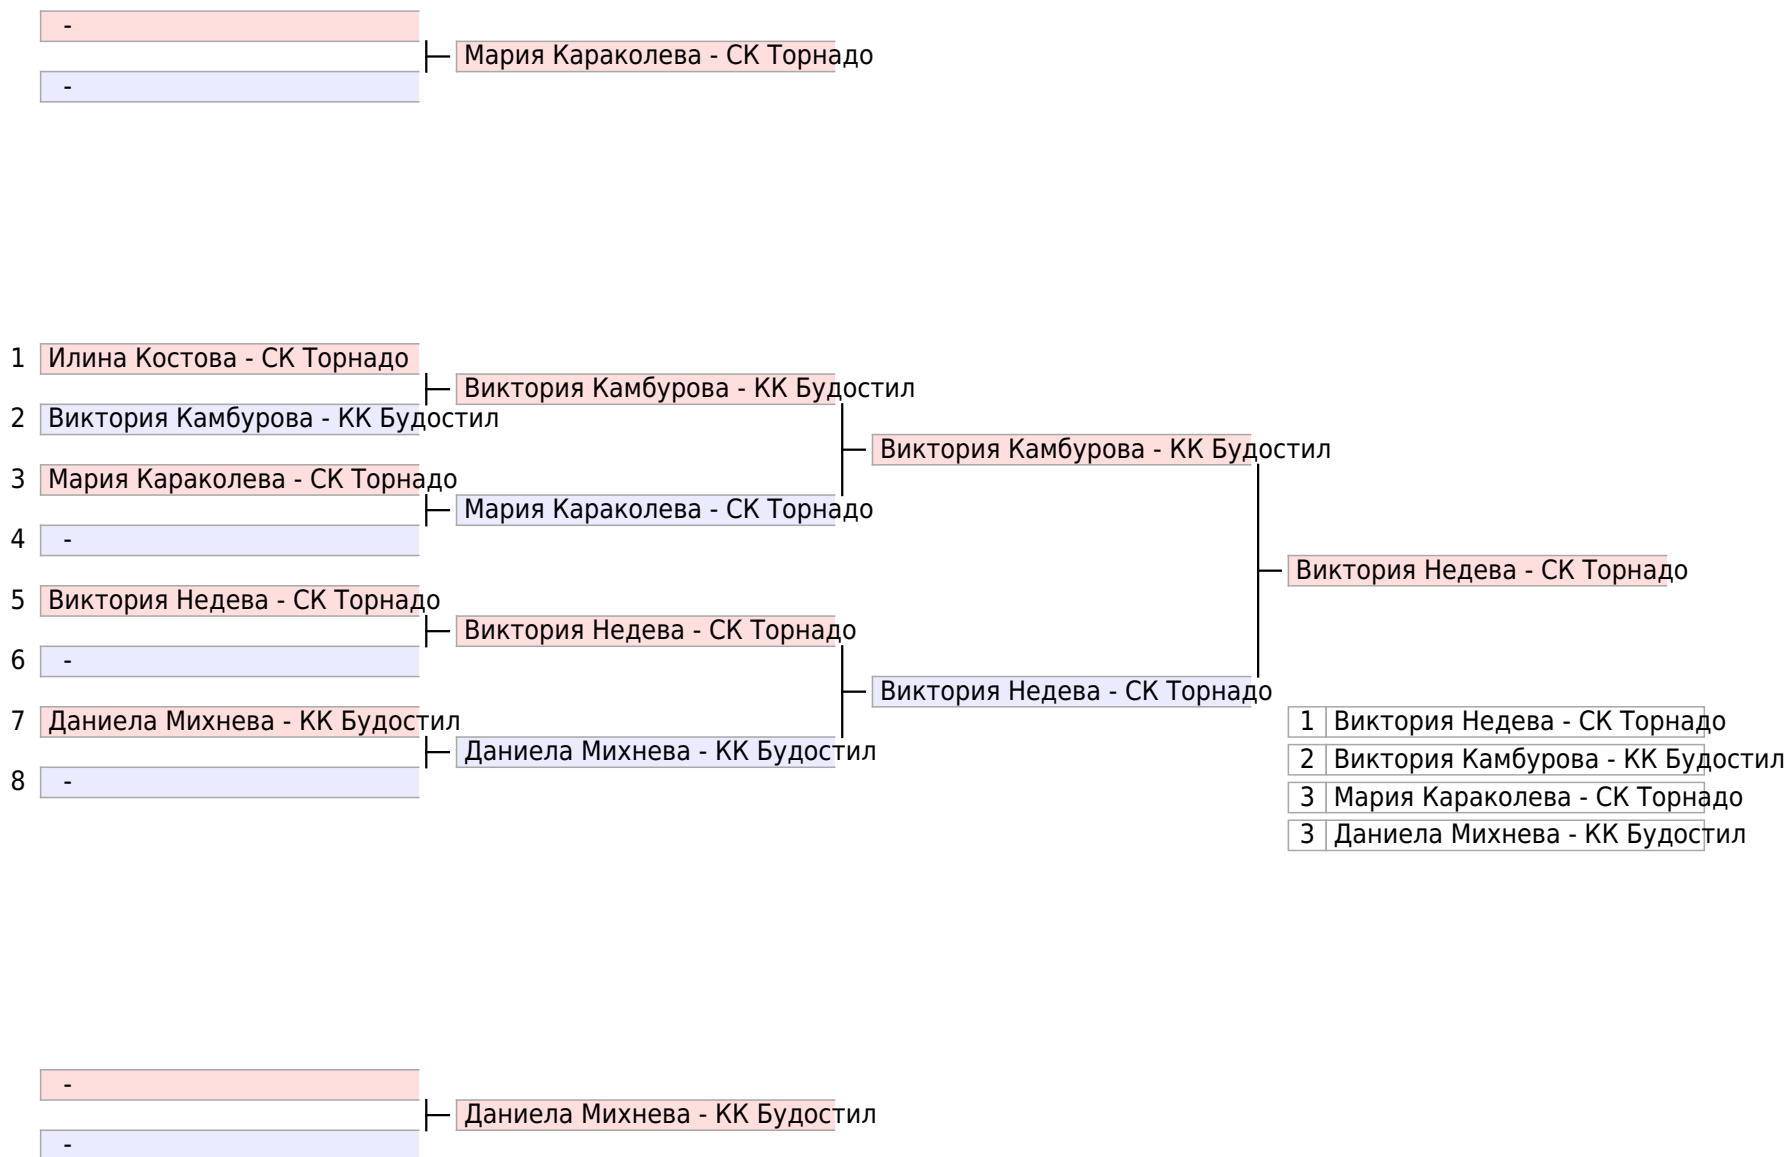 -
Мария Караколева - СК Торнадо
-
1 Илина Костова - СК Торнадо
Виктория Камбурова - КК Будостил
2 Виктория Камбурова - КК Будостил
Виктория Камбурова - КК Будостил
3 Мария Караколева - СК Торнадо
Мария Караколева - СК Торнадо
4 -
Виктория Недева - СК Торнадо
5 Виктория Недева - СК Торнадо
Виктория Недева - СК Торнадо
6 -
Виктория Недева - СК Торнадо
7 Даниела Михнева - КК Будостил
Даниела Михнева - КК Будостил
8 -
1 Виктория Недева - СК Торнадо
2 Виктория Камбурова - КК Будостил
3 Мария Караколева - СК Торнадо
3 Даниела Михнева - КК Будостил
-
Даниела Михнева - КК Будостил
-